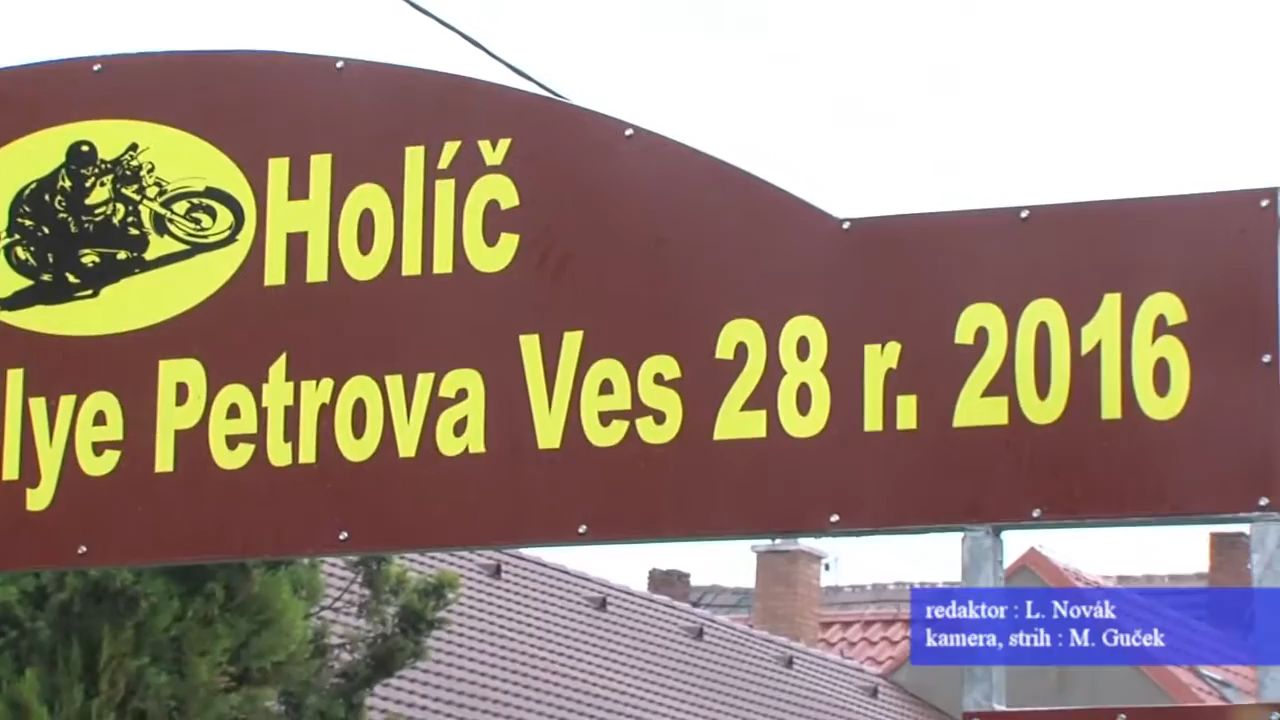 Holíč
lye Petrova Ves 28 r. 2016
redaktor : L. Novák
kamera, strih : M. Guček